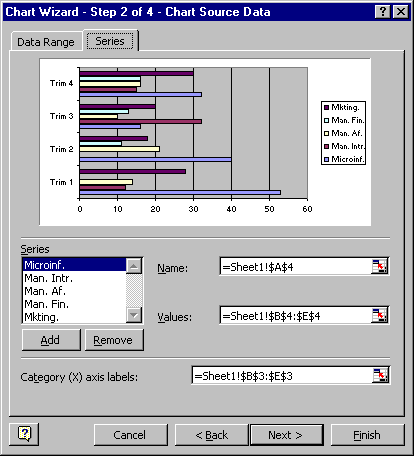 Chart Wizard - Step 2 of 4 - Chart Source Data
Data Range
Series
Trim 4
Trim 3
Trim 2
Trim 1
0 10 20 30 40 50 60
Mkting.
Man. Fin.
Man. Af.
Man. Intr.
Microinf.
Series
Microinf.
Man. Intr.
Man. Af.
Man. Fin.
Mkting.
Name:
=Sheet1!$A$4
Values:
=Sheet1!$B$4:$E$4
Add
Remove
Category (X) axis labels:
=Sheet1!$B$3:$E$3
?
Cancel
< Back
Next >
Finish